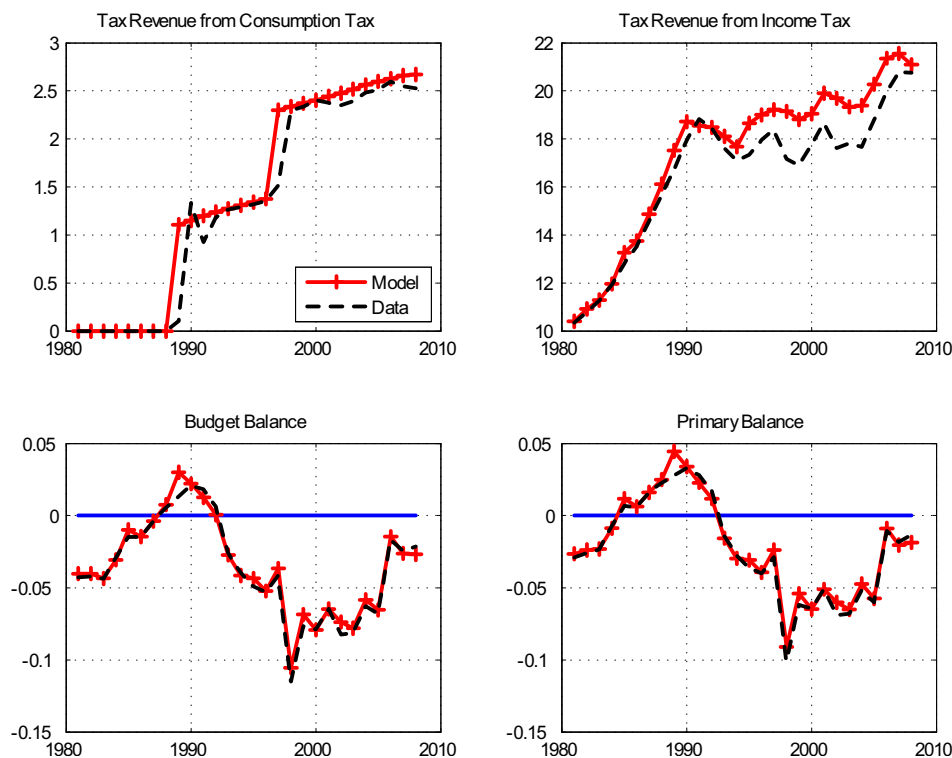 Tax Revenue from Consumption Tax
3
2.5
2
1.5
1
0.5
0
1980 1990 2000 2010
Model
Data
Tax Revenue from Income Tax
22
20
18
16
14
12
10
1980 1990 2000 2010
Budget Balance
0.05
0
-0.05
-0.1
-0.15
1980 1990 2000 2010
Primary Balance
0.05
0
-0.05
-0.1
-0.15
1980 1990 2000 2010